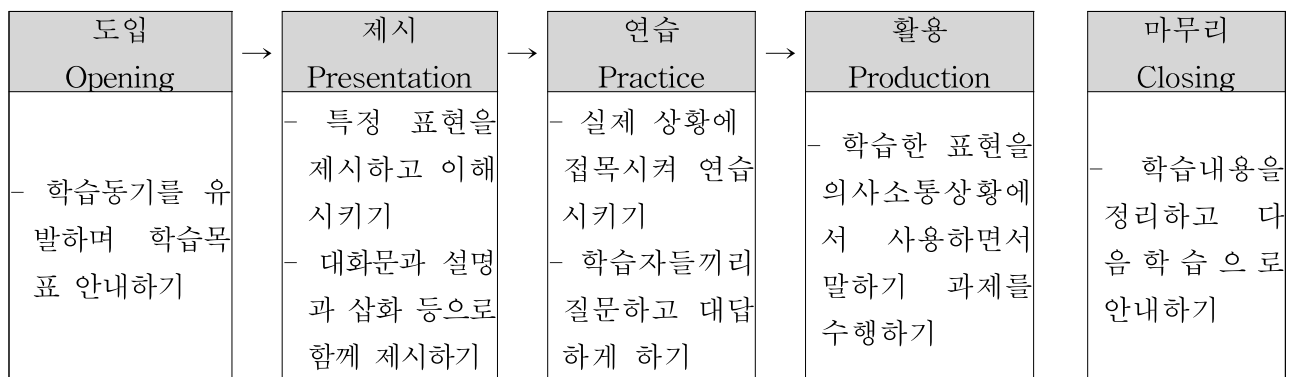 도입
Opening
- 학습동기를 유
발하며 학습목
표 안내하기
→
제시
Presentation
- 특정 표현을
제시하고 이해
시키기
- 대화문과 설명
과 삽화 등으로
함께 제시하기
→
연습
Practice
- 실제 상황에
접목시켜 연습
시키기
- 학습자들끼리
질문하고 대답
하게 하기
→
활용
Production
- 학습한 표현을
의사소통상황에
서 사용하면서
말하기 과제를
수행하기
마무리
Closing
- 학습내용을
정리하고 다
음학습으로
안내하기